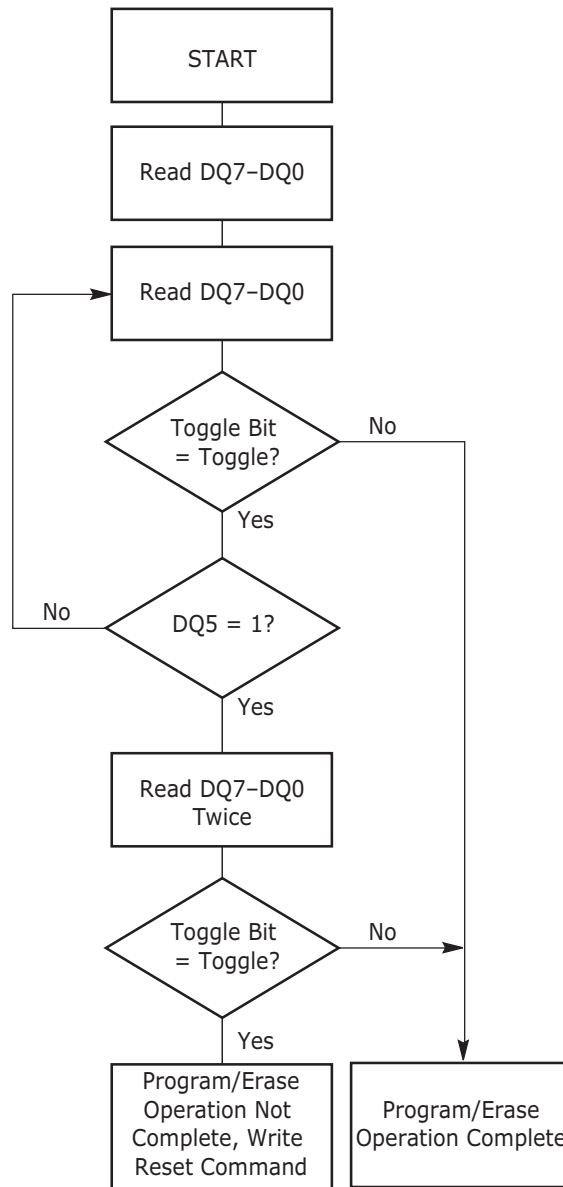 START
Read DQ7–DQ0
Read DQ7–DQ0
Toggle Bit
= Toggle?
No
Yes
DQ5 = 1?
No
Yes
Read DQ7–DQ0
Twice
Toggle Bit
= Toggle?
No
Yes
Program/Erase
Operation Not
Complete, Write
Reset Command
Program/Erase
Operation Complete